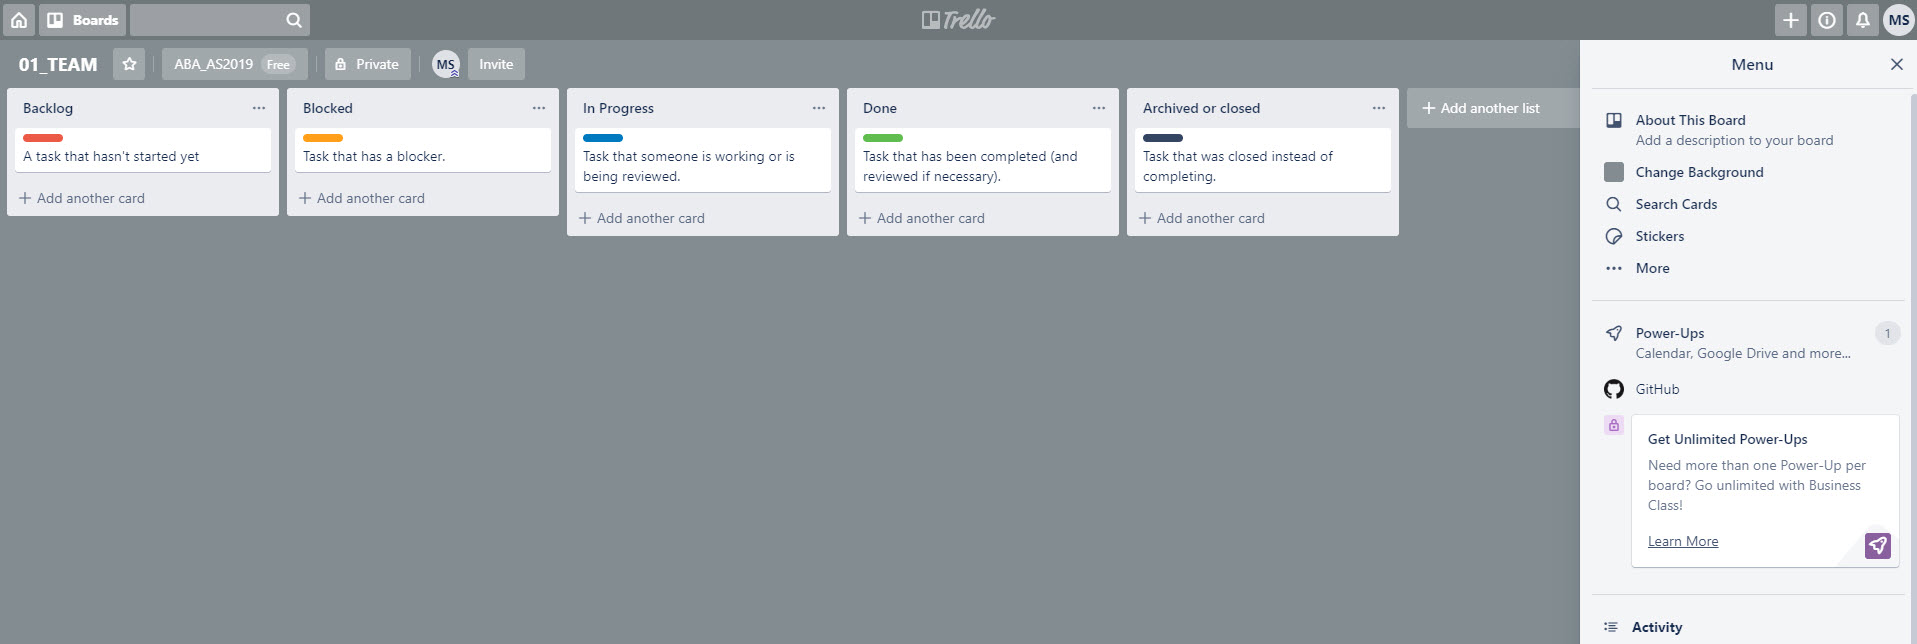 Boards
Trello
MS
01_TEAM
ABA_AS2019 Free
Private
MS
Invite
Backlog
A task that hasn't started yet
Add another card
Blocked
Task that has a blocker.
Add another card
In Progress
Task that someone is working or is
being reviewed.
Add another card
Done
Task that has been completed (and
reviewed if necessary).
Add another card
Archived or closed
Task that was closed instead of
completing.
Add another card
Add another list
Menu
About This Board
Add a description to your board
Change Background
Search Cards
Stickers
More
Power-Ups 1
Calendar, Google Drive and more...
GitHub
Get Unlimited Power-Ups
Need more than one Power-Up per
board? Go unlimited with Business
Class!
Learn More
Activity